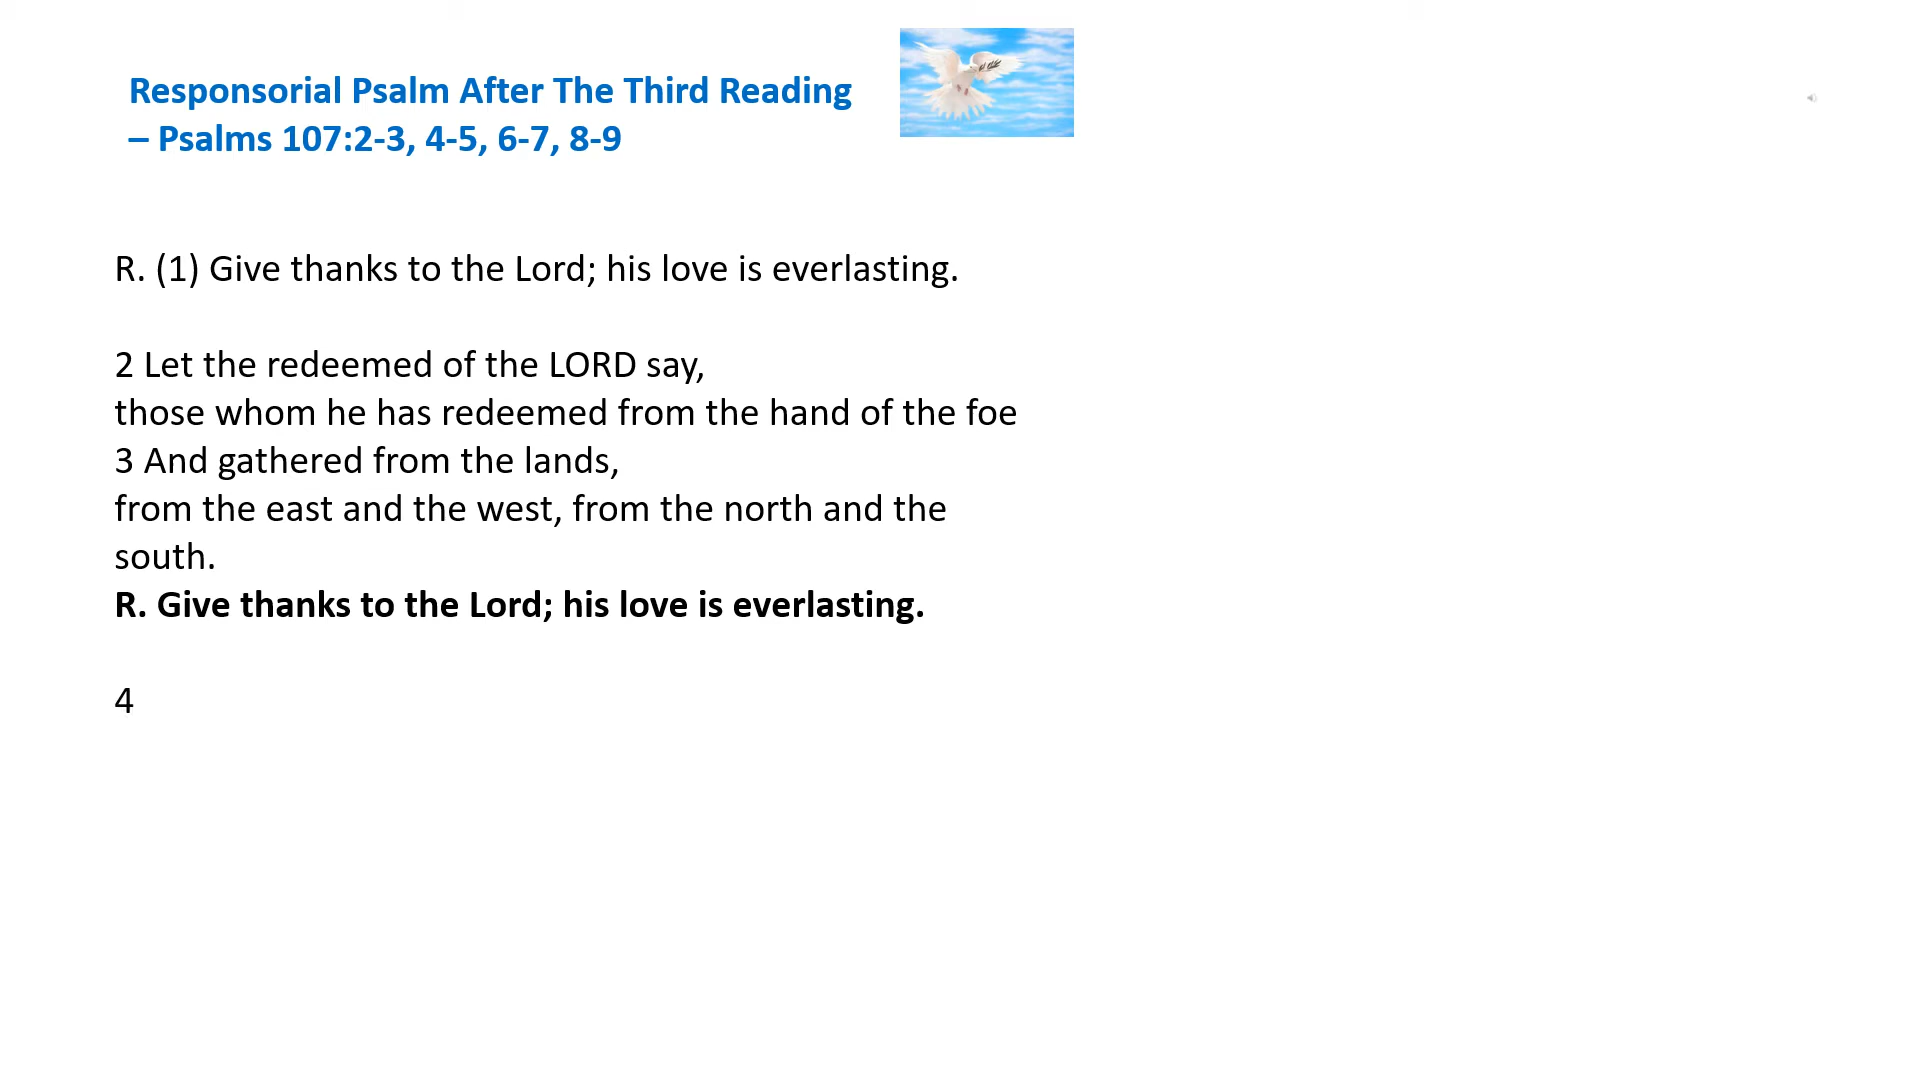 Responsorial Psalm After The Third Reading
– Psalms 107:2-3, 4-5, 6-7, 8-9
R. (1) Give thanks to the Lord; his love is everlasting.
2 Let the redeemed of the LORD say,
those whom he has redeemed from the hand of the foe
3 And gathered from the lands,
from the east and the west, from the north and the
south.
R. Give thanks to the Lord; his love is everlasting.
4